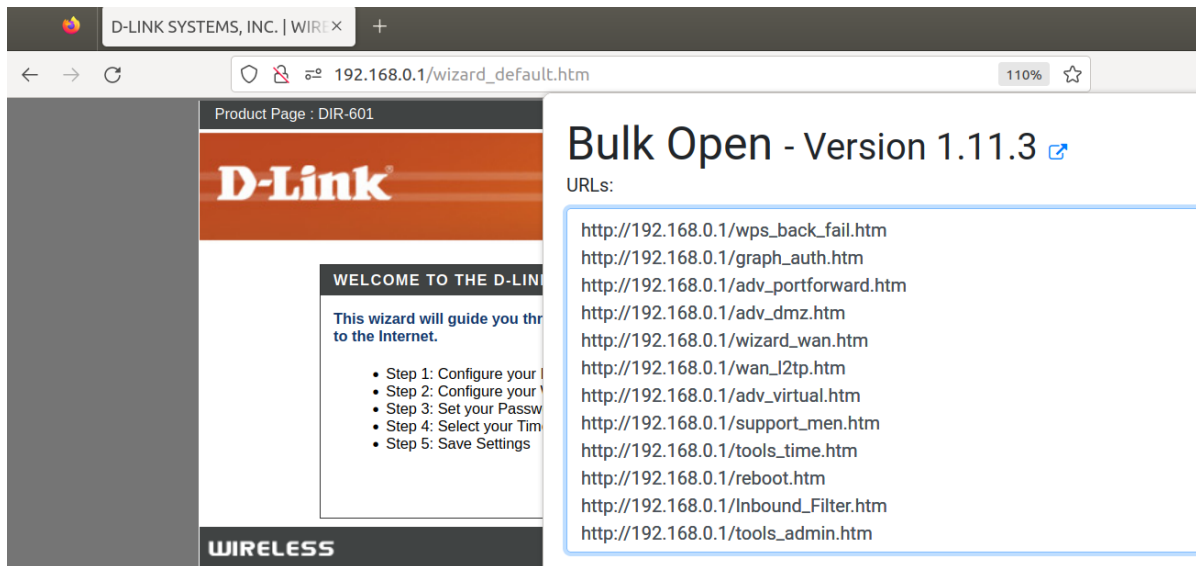 D-LINK SYSTEMS, INC. | WIRE
192.168.0.1/wizard_default.htm
110%
Product Page : DIR-601
D-Link
WELCOME TO THE D-LIN
This wizard will guide you thr
to the Internet.
Step 1: Configure your
Step 2: Configure your
Step 3: Set your Passw
Step 4: Select your Tim
Step 5: Save Settings
WIRELESS
Bulk Open - Version 1.11.3
URLs:
http://192.168.0.1/wps_back_fail.htm
http://192.168.0.1/graph_auth.htm
http://192.168.0.1/adv_portforward.htm
http://192.168.0.1/adv_dmz.htm
http://192.168.0.1/wizard_wan.htm
http://192.168.0.1/wan_l2tp.htm
http://192.168.0.1/adv_virtual.htm
http://192.168.0.1/support_men.htm
http://192.168.0.1/tools_time.htm
http://192.168.0.1/reboot.htm
http://192.168.0.1/Inbound_Filter.htm
http://192.168.0.1/tools_admin.htm